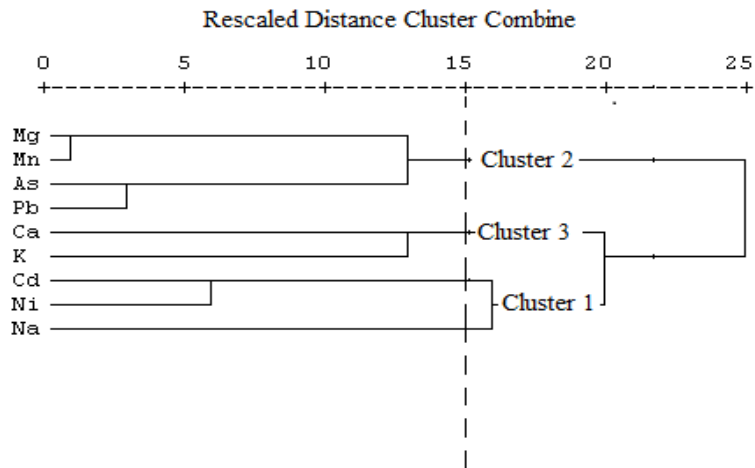 Rescaled Distance Cluster Combine
0 5 10 15 20 25
Mg
Mn
Cluster 2
As
Pb
Ca
Cluster 3
K
Cd
Ni
Cluster 1
Na